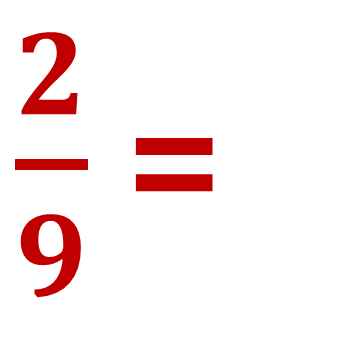 2/9 =